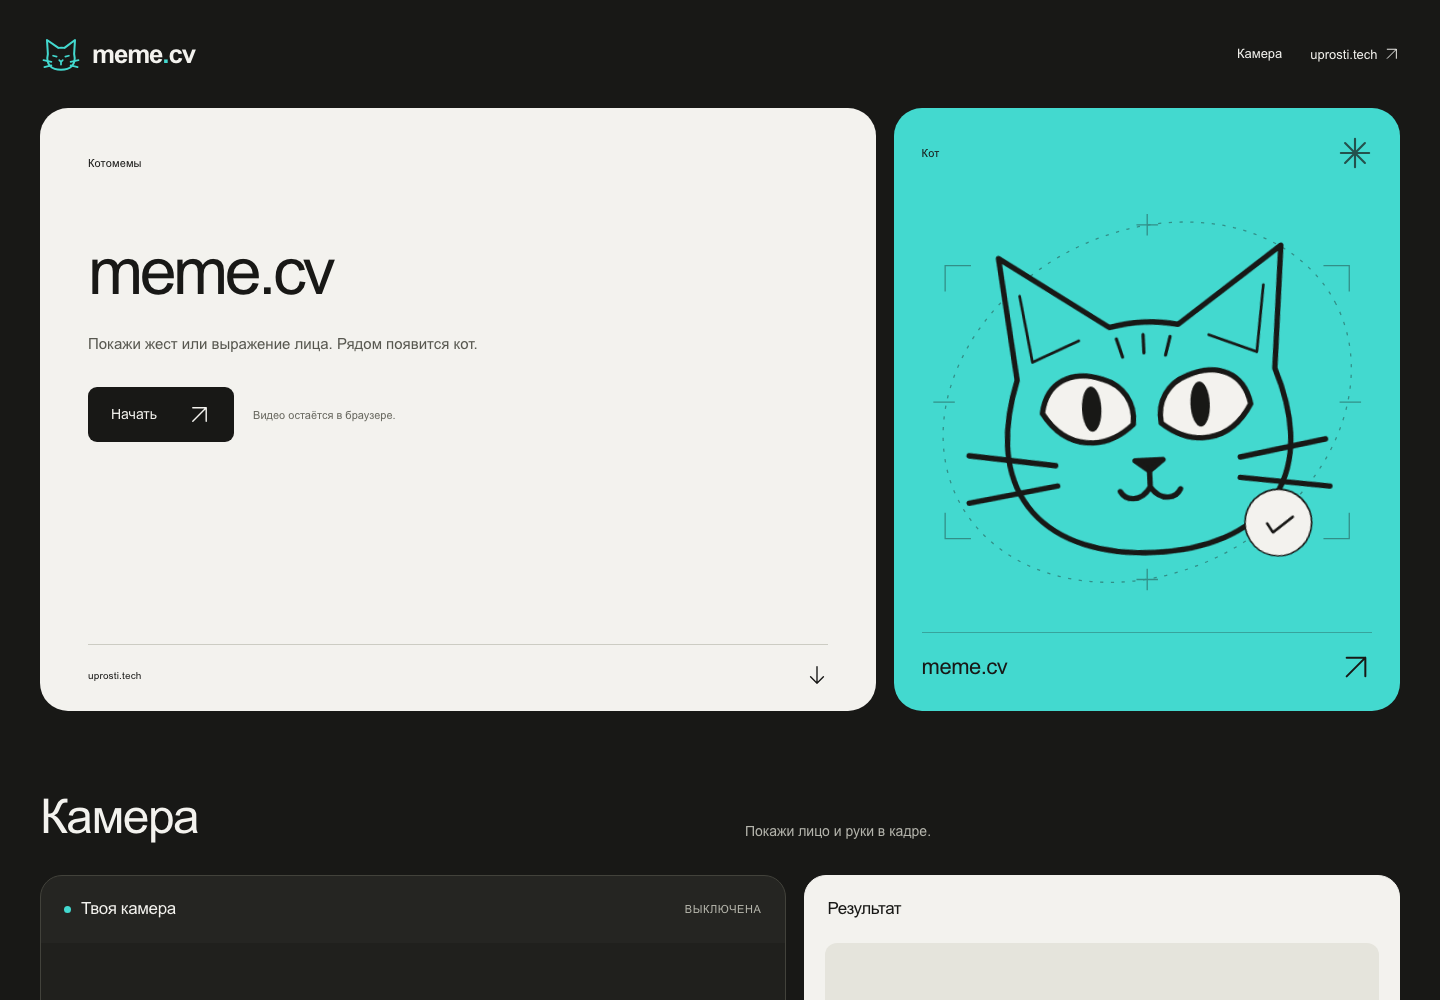 meme.cv
Камера
uprosti.tech
Котомемы
meme.cv
Покажи жест или выражение лица. Рядом появится кот.
Начать
Видео остаётся в браузере.
uprosti.tech
Кот
meme.cv
Камера
Покажи лицо и руки в кадре.
Твоя камера
ВЫКЛЮЧЕНА
Результат